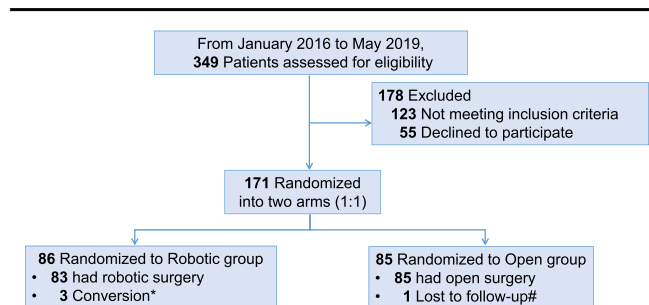 From January 2016 to May 2019,
349 Patients assessed for eligibility
178 Excluded
123 Not meeting inclusion criteria
55 Declined to participate
171 Randomized
into two arms (1:1)
86 Randomized to Robotic group
• 83 had robotic surgery
• 3 Conversion*
85 Randomized to Open group
• 85 had open surgery
• 1 Lost to follow-up#